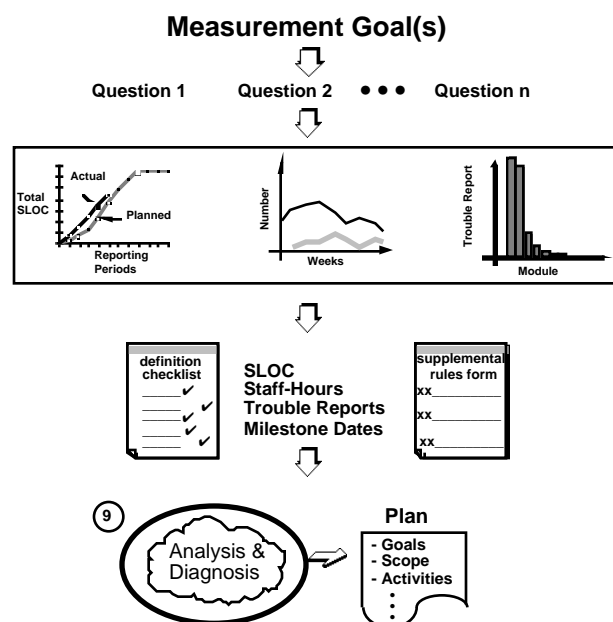 Measurement Goal(s)
Question 1 Question 2 • • • Question n
Total
SLOC
Actual
Planned
Reporting
Periods
Number
Weeks
Trouble Report
Module
definition
checklist
SLOC
Staff-Hours
Trouble Reports
Milestone Dates
supplemental
rules form
xx
xx
xx
9
Analysis &
Diagnosis
Plan
- Goals
- Scope
- Activities